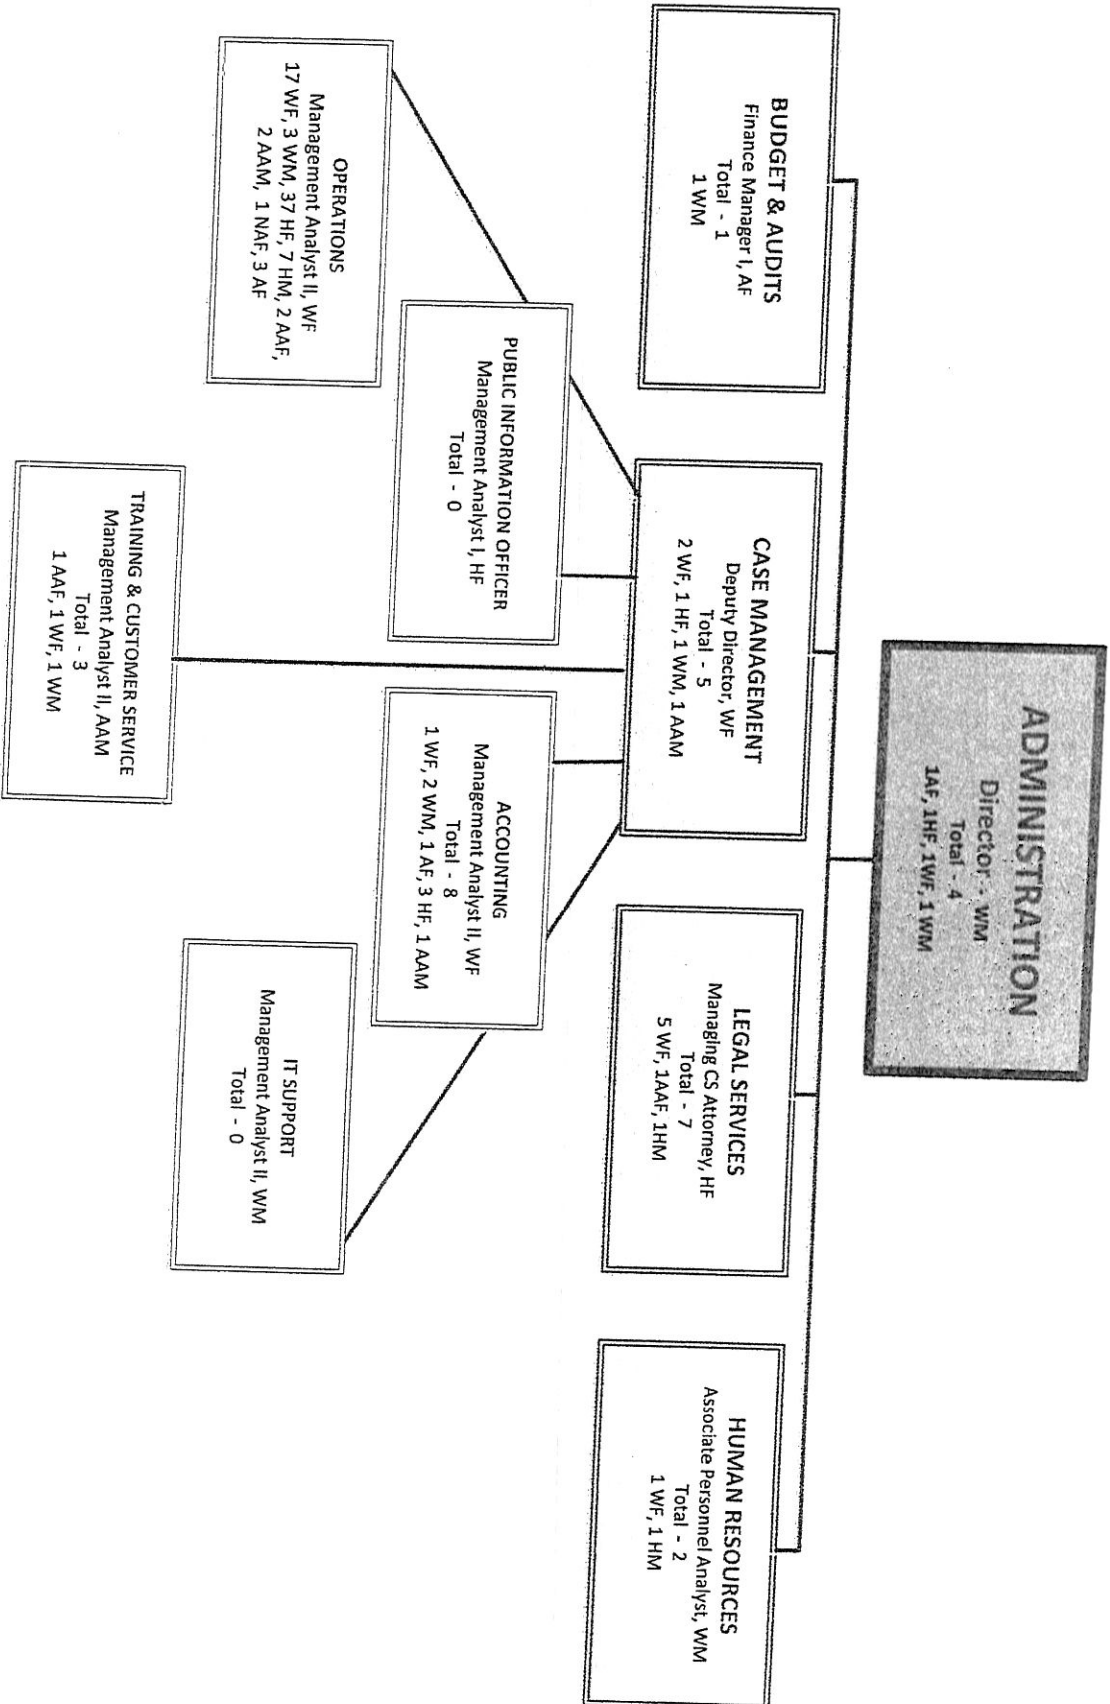 ADMINISTRATION
Director - WM
Total - 4
1AF, 1HF, 1WF, 1 WM
BUDGET & AUDITS
Finance Manager I, AF
Total - 1
1 WM
CASE MANAGEMENT
Deputy Director, WF
Total - 5
2 WF, 1 HF, 1 WM, 1 AAM
LEGAL SERVICES
Managing CS Attorney, HF
Total - 7
5 WF, 1AAF, 1HM
HUMAN RESOURCES
Associate Personnel Analyst, WM
Total - 2
1 WF, 1 HM
OPERATIONS
Management Analyst II, WF
17 WF, 3 WM, 37 HF, 7 HM, 2 AAF,
2 AAM, 1 NAF, 3 AF
PUBLIC INFORMATION OFFICER
Management Analyst I, HF
Total - 0
TRAINING & CUSTOMER SERVICE
Management Analyst II, AAM
Total - 3
1 AAF, 1 WF, 1 WM
ACCOUNTING
Management Analyst II, WF
Total - 8
1 WF, 2 WM, 1 AF, 3 HF, 1 AAM
IT SUPPORT
Management Analyst II, WM
Total - 0